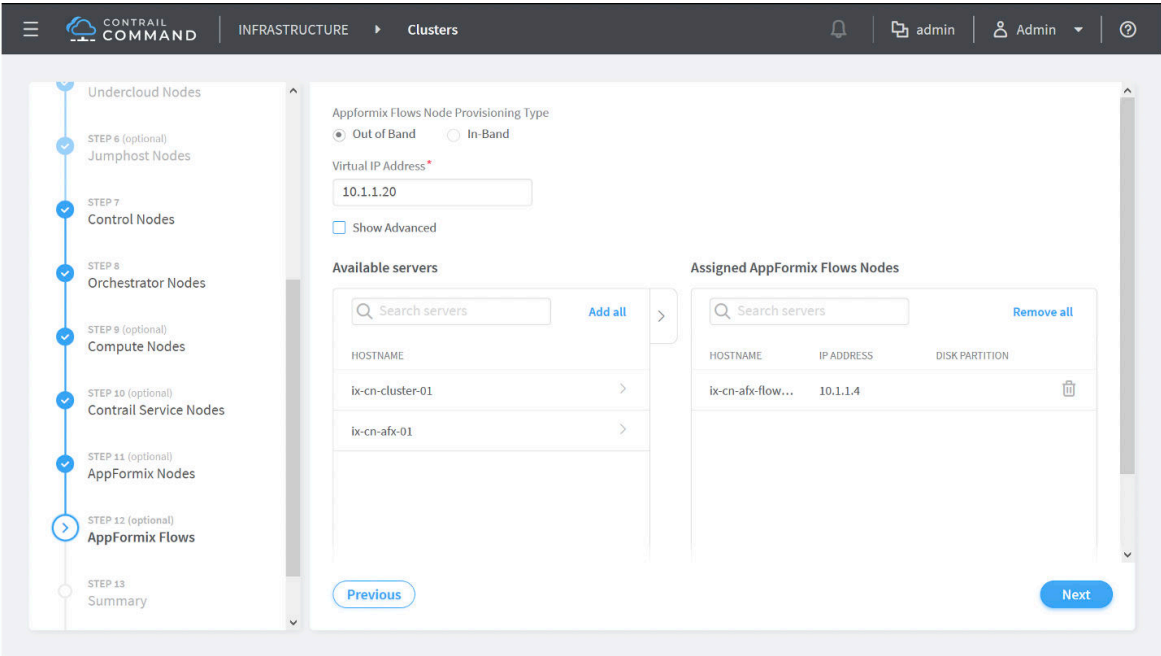 CONTRAIL
COMMAND
INFRASTRUCTURE
Clusters
admin
Admin
Undercloud Nodes
STEP 6 (optional)
Jumphost Nodes
STEP 7
Control Nodes
STEP 8
Orchestrator Nodes
STEP 9 (optional)
Compute Nodes
STEP 10 (optional)
Contrail Service Nodes
STEP 11 (optional)
AppFormix Nodes
STEP 12 (optional)
AppFormix Flows
STEP 13
Summary
Appformix Flows Node Provisioning Type
Out of Band In-Band
Virtual IP Address*
10.1.1.20
Show Advanced
Available servers
Search servers Add all
HOSTNAME
ix-cn-cluster-01
ix-cn-afx-01
Assigned AppFormix Flows Nodes
Search servers Remove all
HOSTNAME IP ADDRESS DISK PARTITION
ix-cn-afx-flow... 10.1.1.4
Previous
Next